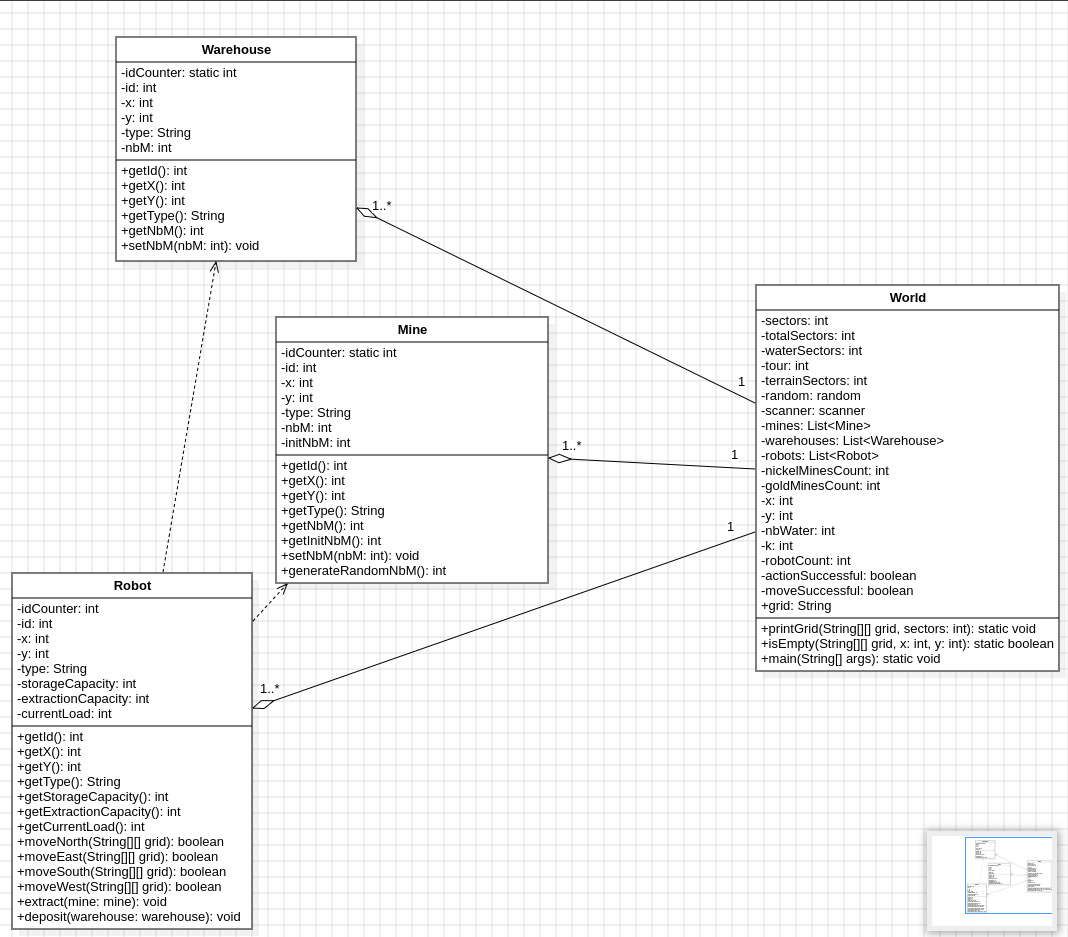 Warehouse
-idCounter: static int
-id: int
-x: int
-y: int
-type: String
-nbM: int
+getId(): int
+getX(): int
+getY(): int
+getType(): String
+getNbM(): int
+setNbM(nbM: int): void
1..*
World
-sectors: int
-totalSectors: int
-waterSectors: int
-tour: int
-terrainSectors: int
-random: random
-scanner: scanner
-mines: List<Mine>
-warehouses: List<Warehouse>
-robots: List<Robot>
-nickelMinesCount: int
-goldMinesCount: int
-x: int
-y: int
-nbWater: int
-k: int
-robotCount: int
-actionSuccessful: boolean
-moveSuccessful: boolean
+grid: String
+printGrid(String[][] grid, sectors: int): static void
+isEmpty(String[][] grid, x: int, y: int): static boolean
+main(String[] args): static void
1
1
1
Mine
-idCounter: static int
-id: int
-x: int
-y: int
-type: String
-nbM: int
-initNbM: int
+getId(): int
+getX(): int
+getY(): int
+getType(): String
+getNbM(): int
+getInitNbM(): int
+setNbM(nbM: int): void
+generateRandomNbM(): int
1..*
Robot
-idCounter: int
-id: int
-x: int
-y: int
-type: String
-storageCapacity: int
-extractionCapacity: int
-currentLoad: int
+getId(): int
+getX(): int
+getY(): int
+getType(): String
+getStorageCapacity(): int
+getExtractionCapacity(): int
+getCurrentLoad(): int
+moveNorth(String[][] grid): boolean
+moveEast(String[][] grid): boolean
+moveSouth(String[][] grid): boolean
+moveWest(String[][] grid): boolean
+extract(mine: mine): void
+deposit(warehouse: warehouse): void
1..*